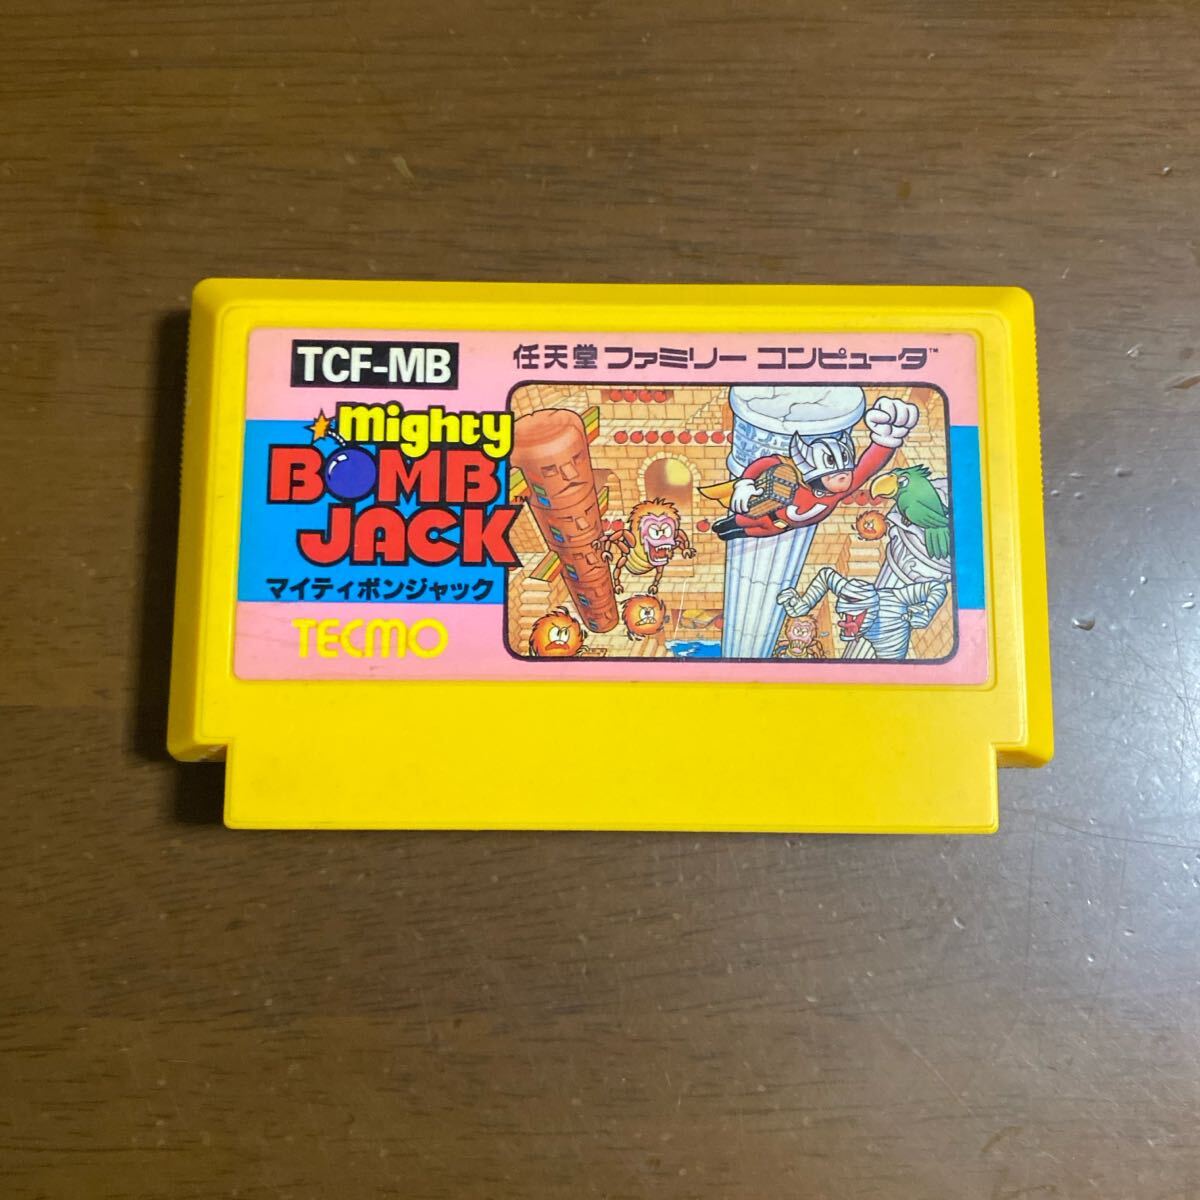 TCF-MB
任天堂 ファミリー コンピュータ™
mighty
BOMB
JACK™
マイティボンジャック
TECMO